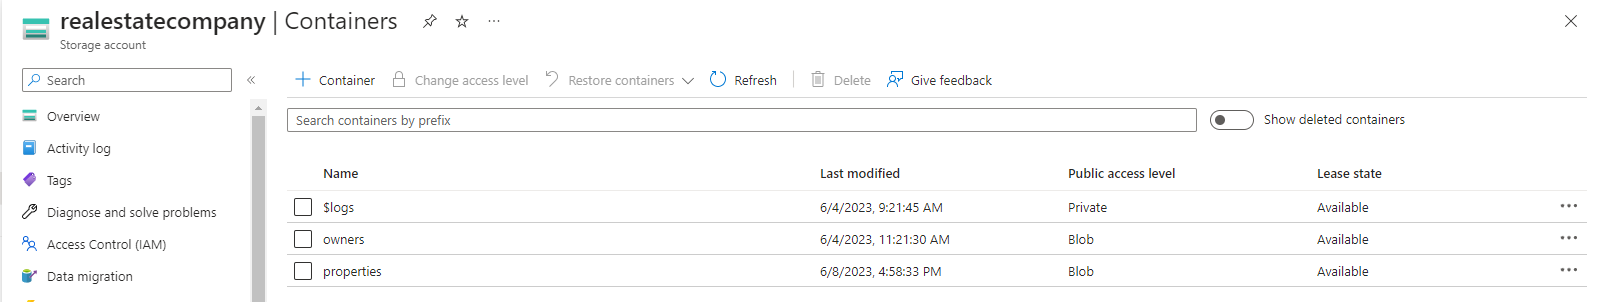 realestatecompany | Containers
Storage account
Search
Container Change access level Restore containers Refresh Delete Give feedback
Search containers by prefix
Show deleted containers
Overview
Activity log
Tags
Diagnose and solve problems
Access Control (IAM)
Data migration
Name Last modified Public access level Lease state
$logs 6/4/2023, 9:21:45 AM Private Available
owners 6/4/2023, 11:21:30 AM Blob Available
properties 6/8/2023, 4:58:33 PM Blob Available